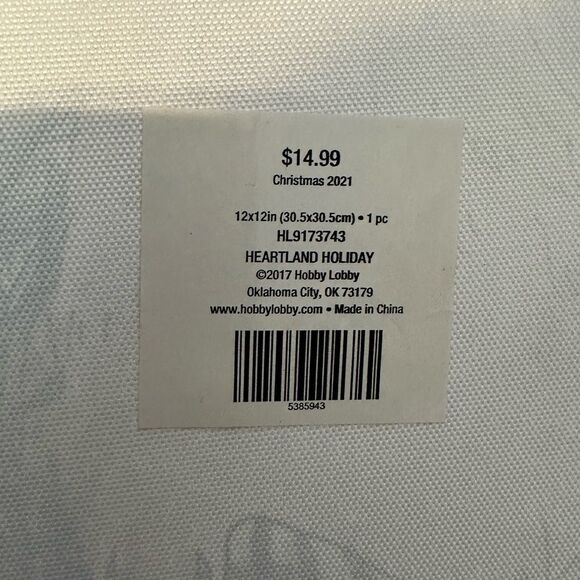 $14.99
Christmas 2021
12x12in (30.5x30.5cm) • 1 pc
HL9173743
HEARTLAND HOLIDAY
©2017 Hobby Lobby
Oklahoma City, OK 73179
www.hobbylobby.com • Made in China
5385943